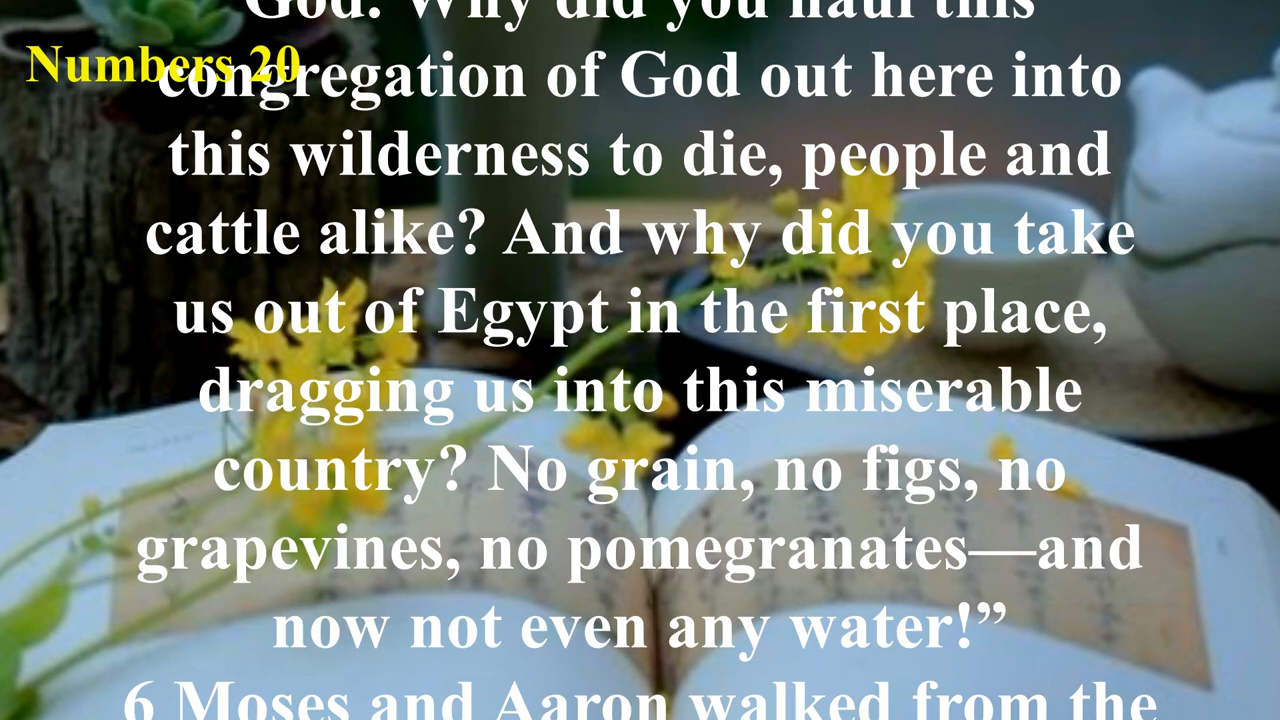 God. Why did you haul this
Numbers 20
congregation of God out here into
this wilderness to die, people and
cattle alike? And why did you take
us out of Egypt in the first place,
dragging us into this miserable
country? No grain, no figs, no
grapevines, no pomegranates—and
now not even any water!”
6 Moses and Aaron walked from the